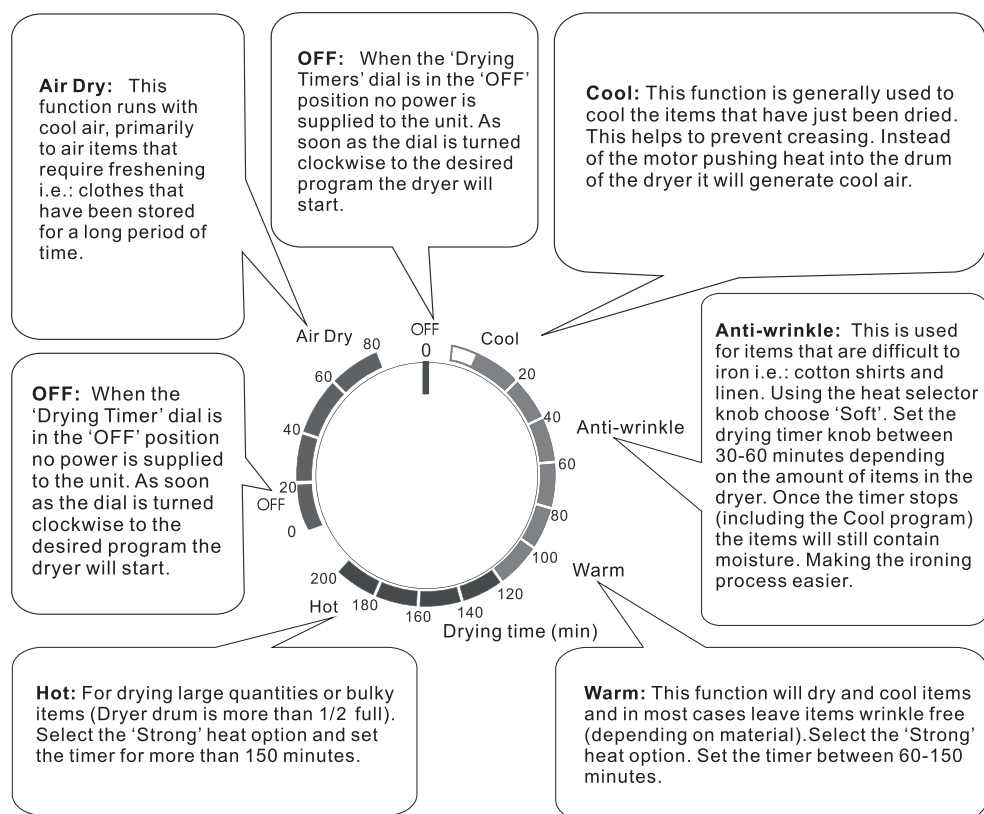 Air Dry: This
function runs with
cool air, primarily
to air items that
require freshening
i.e.: clothes that
have been stored
for a long period of
time.
OFF: When the ‘Drying
Timers’ dial is in the ‘OFF’
position no power is
supplied to the unit. As
soon as the dial is turned
clockwise to the desired
program the dryer will
start.
Cool: This function is generally used to
cool the items that have just been dried.
This helps to prevent creasing. Instead
of the motor pushing heat into the drum
of the dryer it will generate cool air.
OFF: When the
‘Drying Timer’ dial is
in the ‘OFF’ position
no power is supplied
to the unit. As soon
as the dial is turned
clockwise to the
desired program the
dryer will start.
Air Dry
80
60
40
20
OFF
0
OFF
0
Cool
20
40
Anti-wrinkle
60
80
100
Warm
120
140
160
180
200
Hot
Drying time (min)
Anti-wrinkle: This is used
for items that are difficult to
iron i.e.: cotton shirts and
linen. Using the heat selector
knob choose ‘Soft’. Set the
drying timer knob between
30-60 minutes depending
on the amount of items in the
dryer. Once the timer stops
(including the Cool program)
the items will still contain
moisture. Making the ironing
process easier.
Hot: For drying large quantities or bulky
items (Dryer drum is more than 1/2 full).
Select the ‘Strong’ heat option and set
the timer for more than 150 minutes.
Warm: This function will dry and cool items
and in most cases leave items wrinkle free
(depending on material).Select the ‘Strong’
heat option. Set the timer between 60-150
minutes.